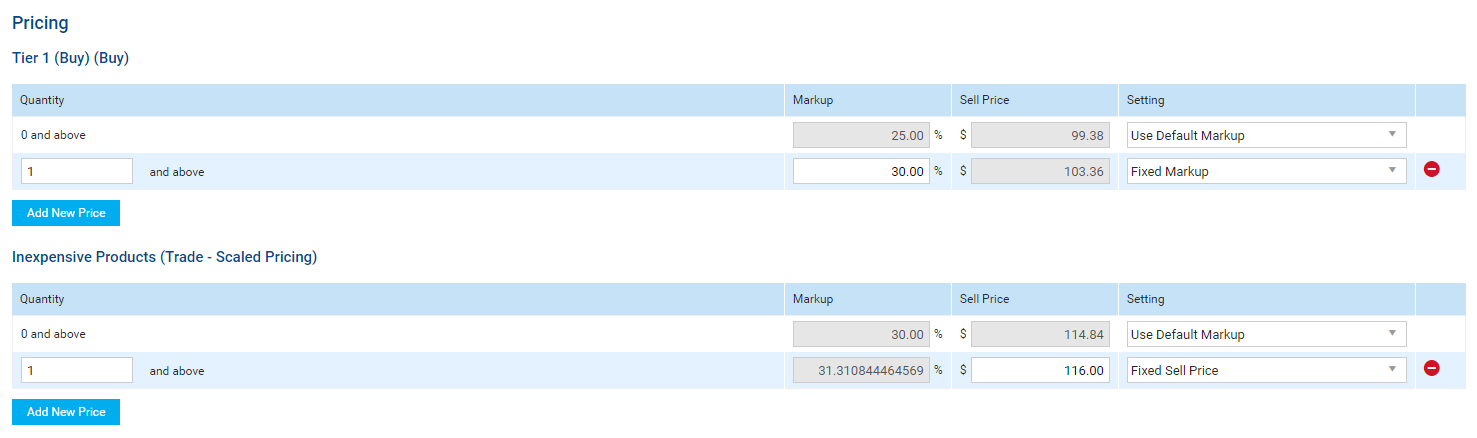 Pricing
Tier 1 (Buy) (Buy)
Quantity Markup Sell Price Setting
0 and above 25.00 % $ 99.38 Use Default Markup
1 and above 30.00 % $ 103.36 Fixed Markup
Add New Price
Inexpensive Products (Trade - Scaled Pricing)
Quantity Markup Sell Price Setting
0 and above 30.00 % $ 114.84 Use Default Markup
1 and above 31.310844464569 % $ 116.00 Fixed Sell Price
Add New Price